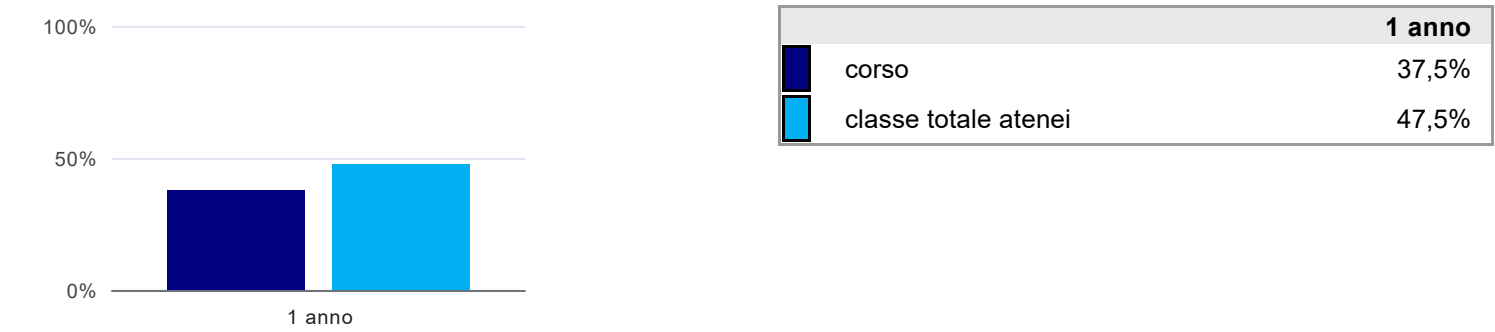 100%
50%
0%
1 anno
1 anno
corso 37,5%
classe totale atenei 47,5%